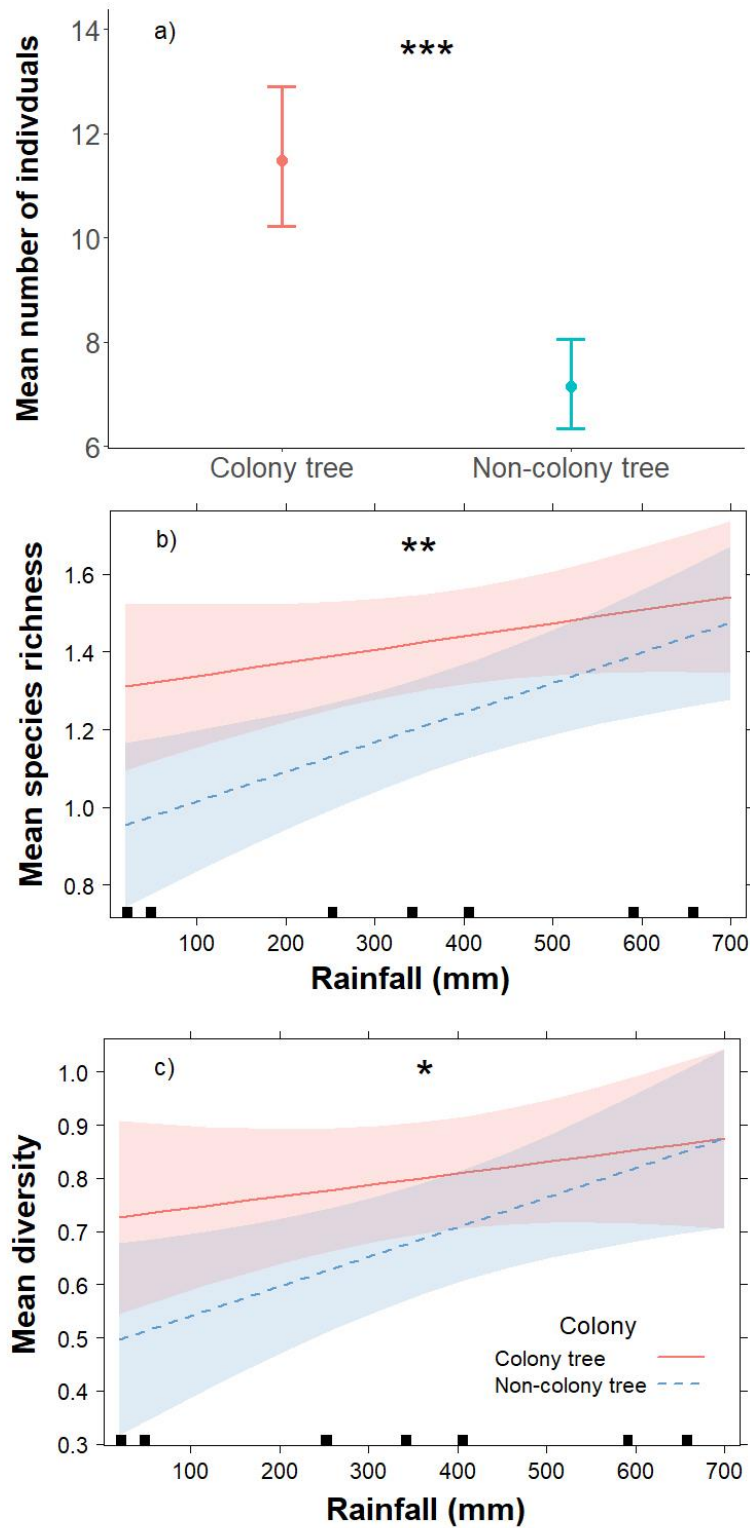 a)
***
Mean number of indivduals
14
12
10
8
6
Colony tree
Non-colony tree
b)
**
Mean species richness
1.6
1.4
1.2
1.0
0.8
100 200 300 400 500 600 700
Rainfall (mm)
c)
*
Mean diversity
1.0
0.9
0.8
0.7
0.6
0.5
0.4
0.3
Colony
Colony tree
Non-colony tree
100 200 300 400 500 600 700
Rainfall (mm)